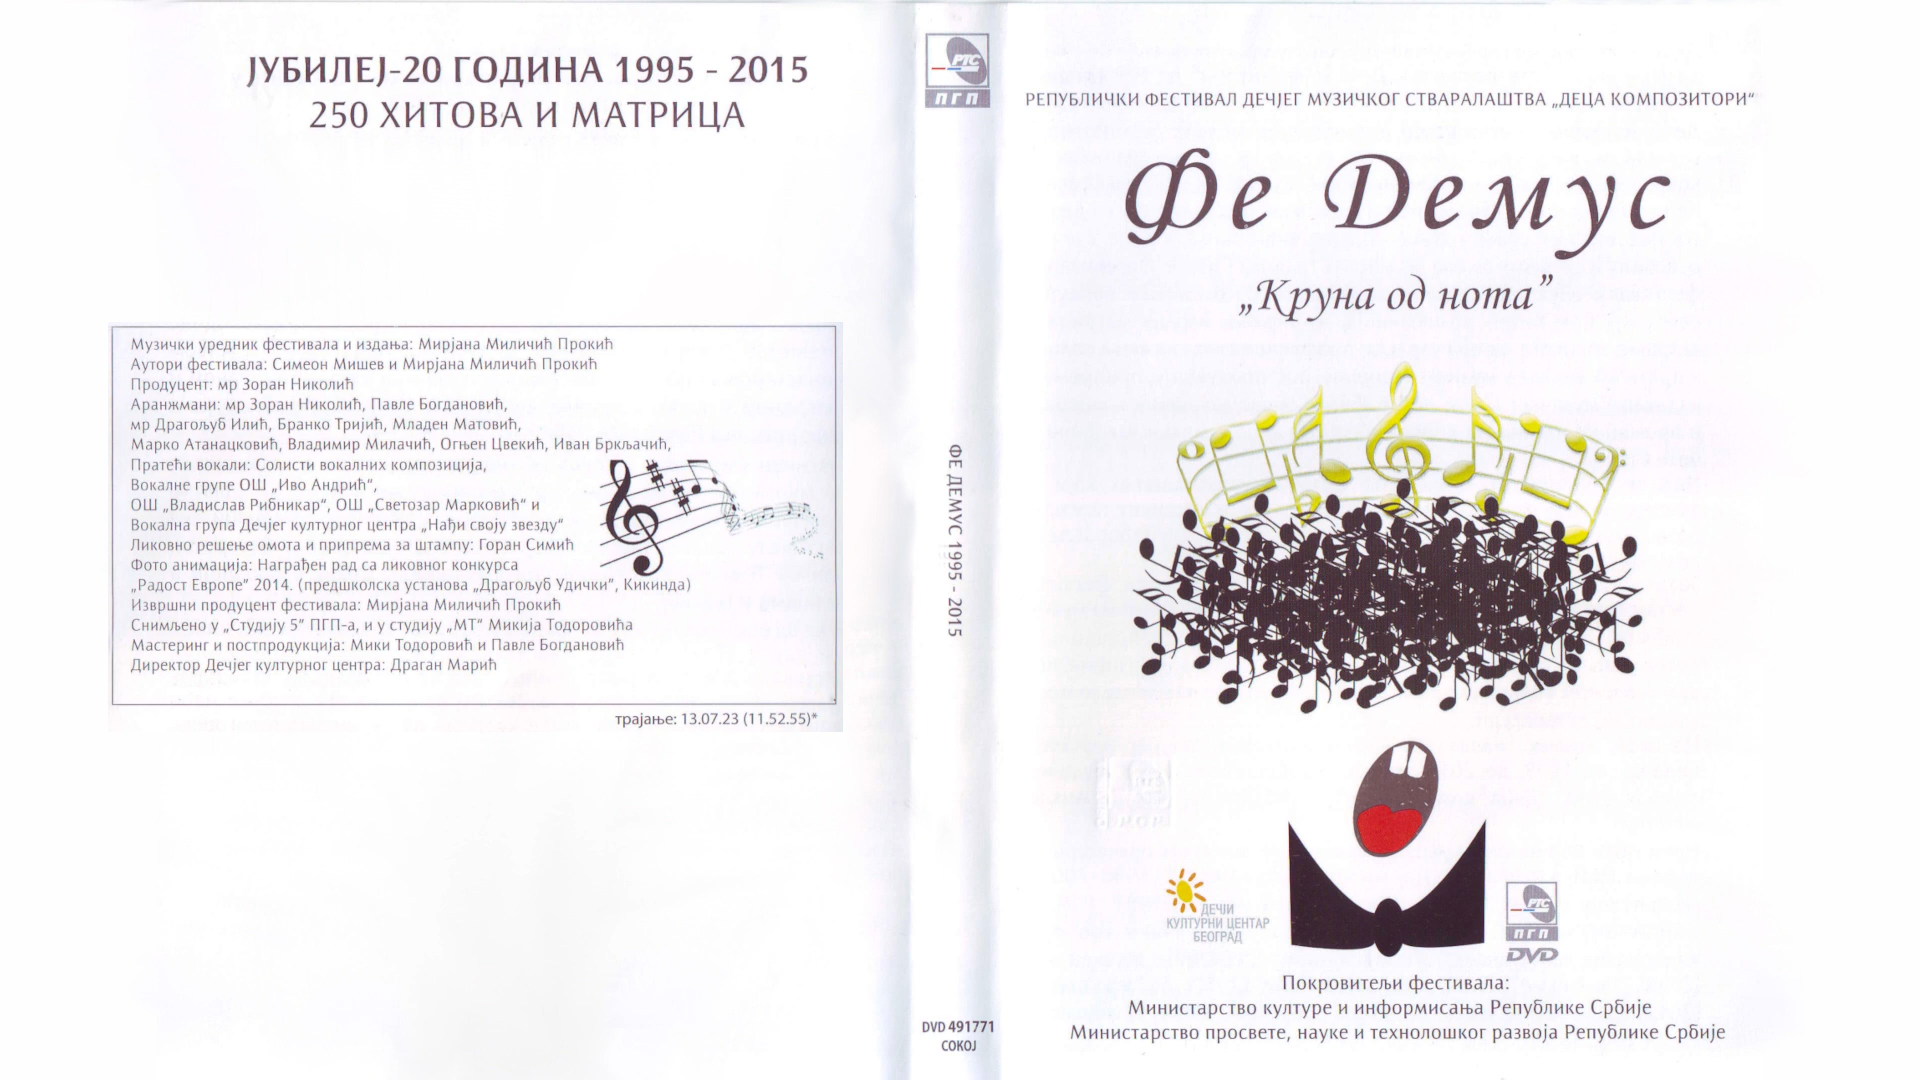 ЈУБИЛЕЈ-20 ГОДИНА 1995 - 2015
250 ХИТОВА И МАТРИЦА
Музички уредник фестивала и издања: Мирјана Миличић Прокић
Аутори фестивала: Симеон Мишев и Мирјана Миличић Прокић
Продуцент: мр Зоран Николић
Аранжмани: мр Зоран Николић, Павле Богдановић,
мр Драгољуб Илић, Бранко Тријић, Младен Матовић,
Марко Атанацковић, Владимир Милачић, Огњен Цвекић, Иван Бркљачић,
Пратећи вокали: Солисти вокалних композиција,
Вокалне групе ОШ „Иво Андрић“,
ОШ „Владислав Рибникар“, ОШ „Светозар Марковић“ и
Вокална група Дечјег културног центра „Нађи своју звезду“
Ликовно решење омота и припрема за штампу: Горан Симић
Фото анимација: Награђен рад са ликовног конкурса
„Радост Европе” 2014. (предшколска установа „Драгољуб Удички”, Кикинда)
Извршни продуцент фестивала: Мирјана Миличић Прокић
Снимљено у „Студију 5” ПГП-а, и у студију „МТ“ Микија Тодоровића
Мастеринг и постпродукција: Мики Тодоровић и Павле Богдановић
Директор Дечјег културног центра: Драган Марић
трајање: 13.07.23 (11.52.55)*
РТС
ПГП
ФЕ ДЕМУС 1995 - 2015
DVD 491771
СОКОЈ
РЕПУБЛИЧКИ ФЕСТИВАЛ ДЕЧЈЕГ МУЗИЧКОГ СТВАРАЛАШТВА „ДЕЦА КОМПОЗИТОРИ“
Фе Демус
„Круна од нота”
ДЕЧЈИ
КУЛТУРНИ ЦЕНТАР
БЕОГРАД
РТС
ПГП
DVD
Покровитељи фестивала:
Министарство културе и информисања Републике Србије
Министарство просвете, науке и технолошког развоја Републике Србије